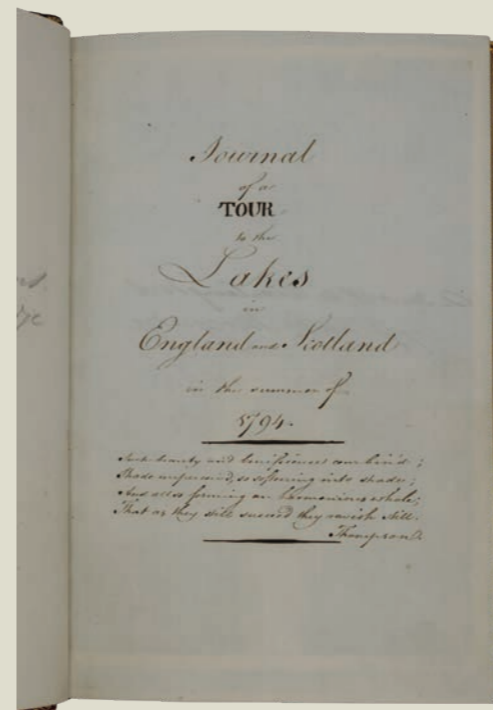 Journal
of a
TOUR
to the
Lakes
in
England and Scotland
in the summer of
1794.
Such beauty and beneficence combin'd;
Shade unperceiv'd, so softening into shade;
And all so forming an harmonious whole;
That as they still succeed they ravish still.
Thompson.